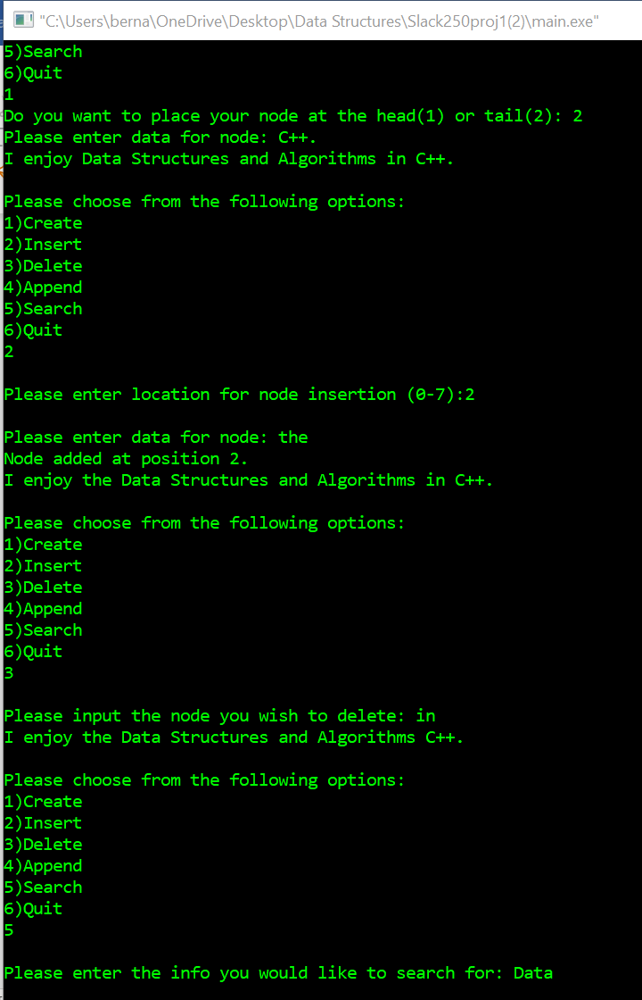 "C:\Users\berna\OneDrive\Desktop\Data Structures\Slack250proj1(2)\main.exe"
5)Search
6)Quit
1
Do you want to place your node at the head(1) or tail(2): 2
Please enter data for node: C++.
I enjoy Data Structures and Algorithms in C++.
Please choose from the following options:
1)Create
2)Insert
3)Delete
4)Append
5)Search
6)Quit
2
Please enter location for node insertion (0-7):2
Please enter data for node: the
Node added at position 2.
I enjoy the Data Structures and Algorithms in C++.
Please choose from the following options:
1)Create
2)Insert
3)Delete
4)Append
5)Search
6)Quit
3
Please input the node you wish to delete: in
I enjoy the Data Structures and Algorithms C++.
Please choose from the following options:
1)Create
2)Insert
3)Delete
4)Append
5)Search
6)Quit
5
Please enter the info you would like to search for: Data